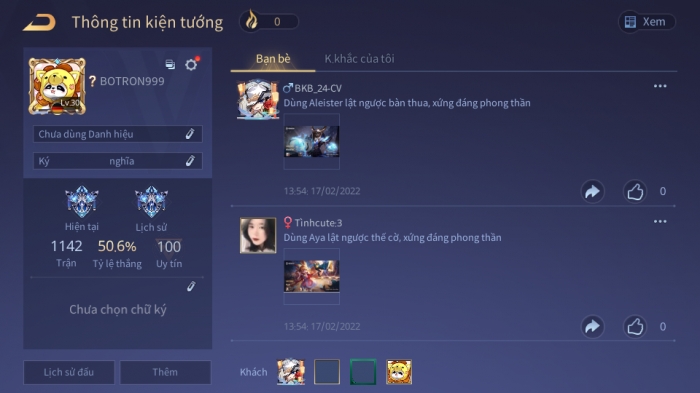 Thông tin kiện tướng
0
Xem
BOTRON999
Lv.30
Chưa dùng Danh hiệu
Ký nghĩa
Hiện tại
Lịch sử
1142
50.6%
100
Trận
Tỷ lệ thắng
Uy tín
Chưa chọn chữ ký
Lịch sử đấu
Thêm
Bạn bè
K.khắc của tôi
BKB_24-CV
Dùng Aleister lật ngược bàn thua, xứng đáng phong thần
13:54: 17/02/2022
0
Tình cute:3
Dùng Aya lật ngược thế cờ, xứng đáng phong thần
13:54: 17/02/2022
0
Khách